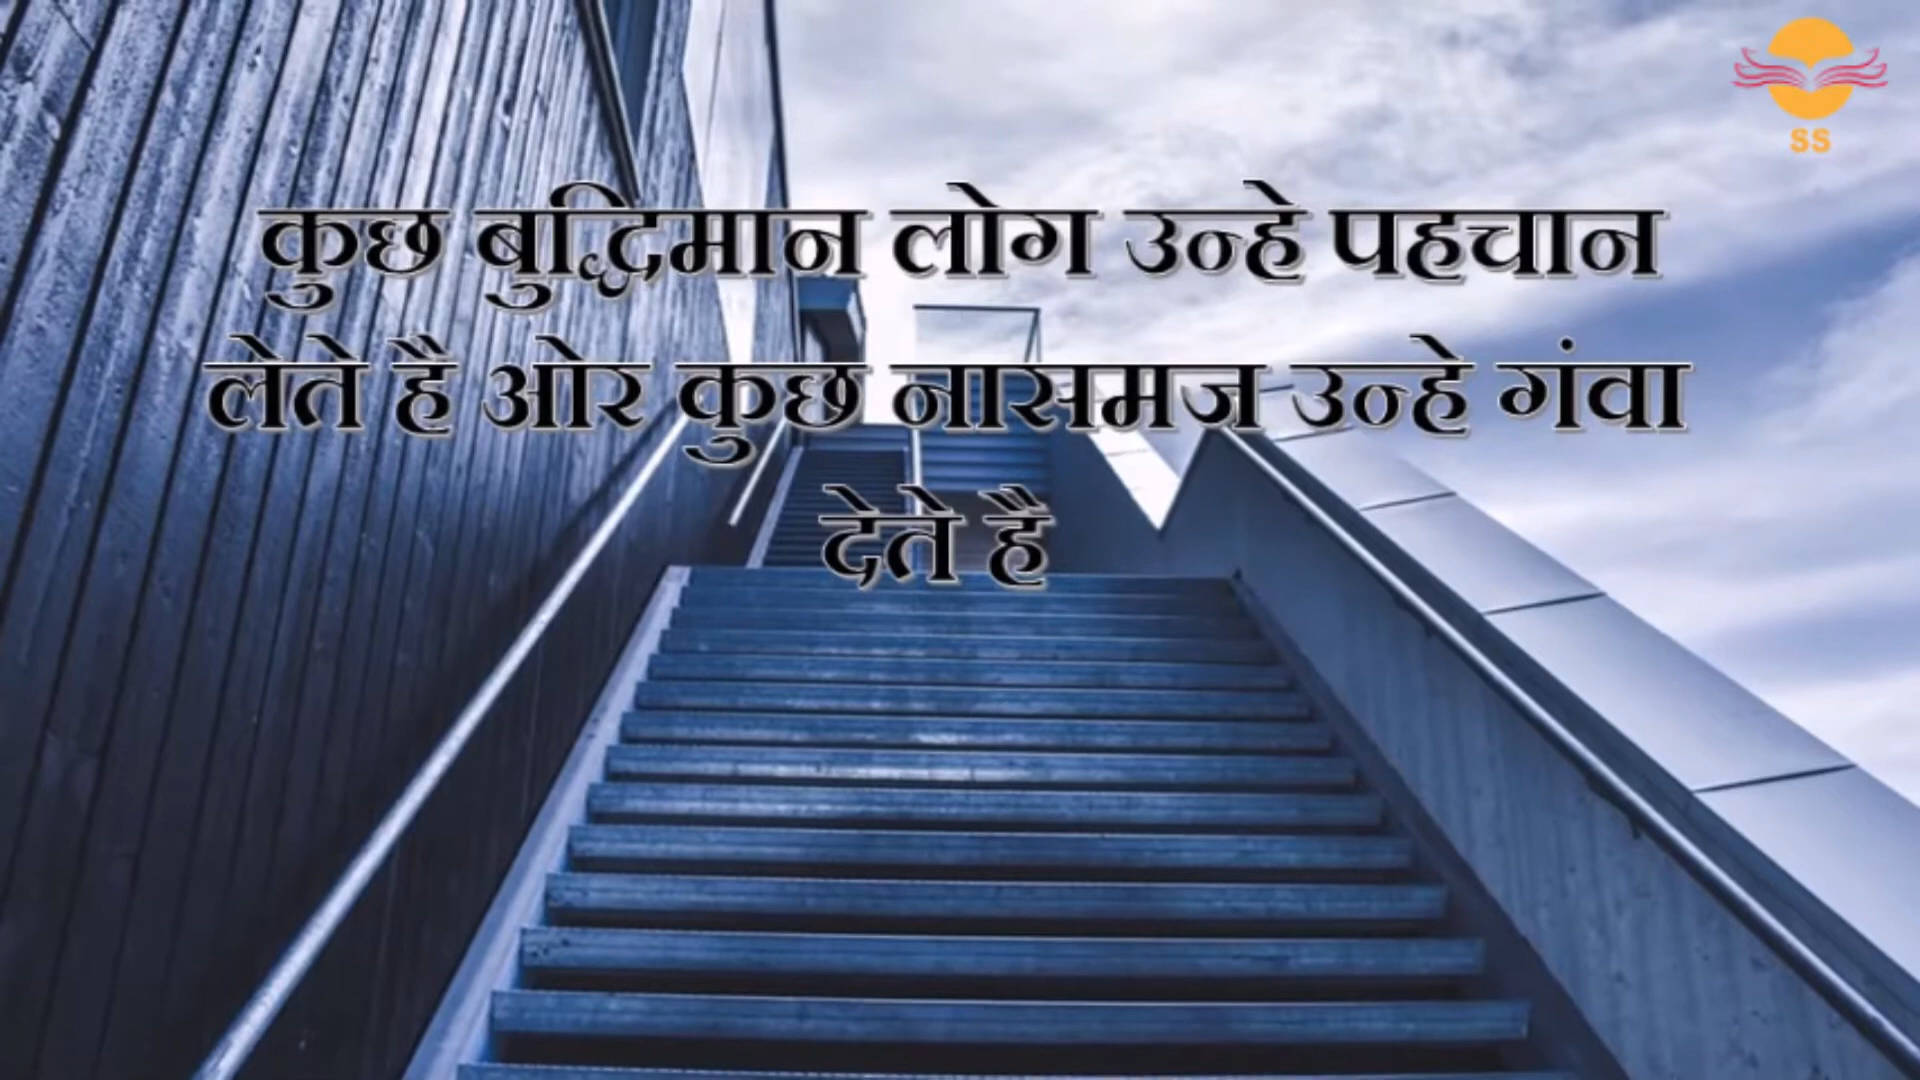 SS
कुछ बुद्धिमान लोग उन्हे पहचान
लेते है ओर कुछ नासमज उन्हे गंवा
देते है